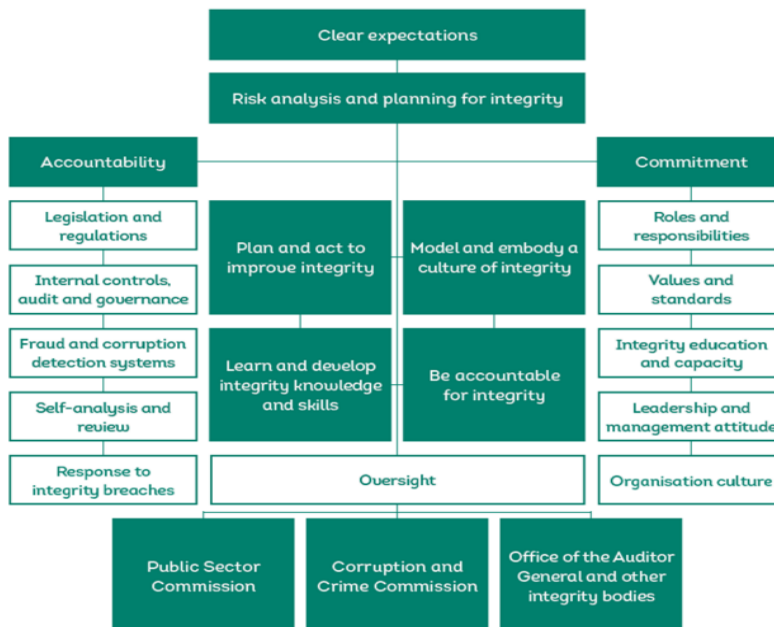 Clear expectations
Risk analysis and planning for integrity
Accountability
Legislation and
regulations
Internal controls,
audit and governance
Fraud and corruption
detection systems
Self-analysis and
review
Response to
integrity breaches
Plan and act to
improve integrity
Model and embody a
culture of integrity
Learn and develop
integrity knowledge
and skills
Be accountable
for integrity
Commitment
Roles and
responsibilities
Values and
standards
Integrity education
and capacity
Leadership and
management attitude
Organisation culture
Oversight
Public Sector
Commission
Corruption and
Crime Commission
Office of the Auditor
General and other
integrity bodies